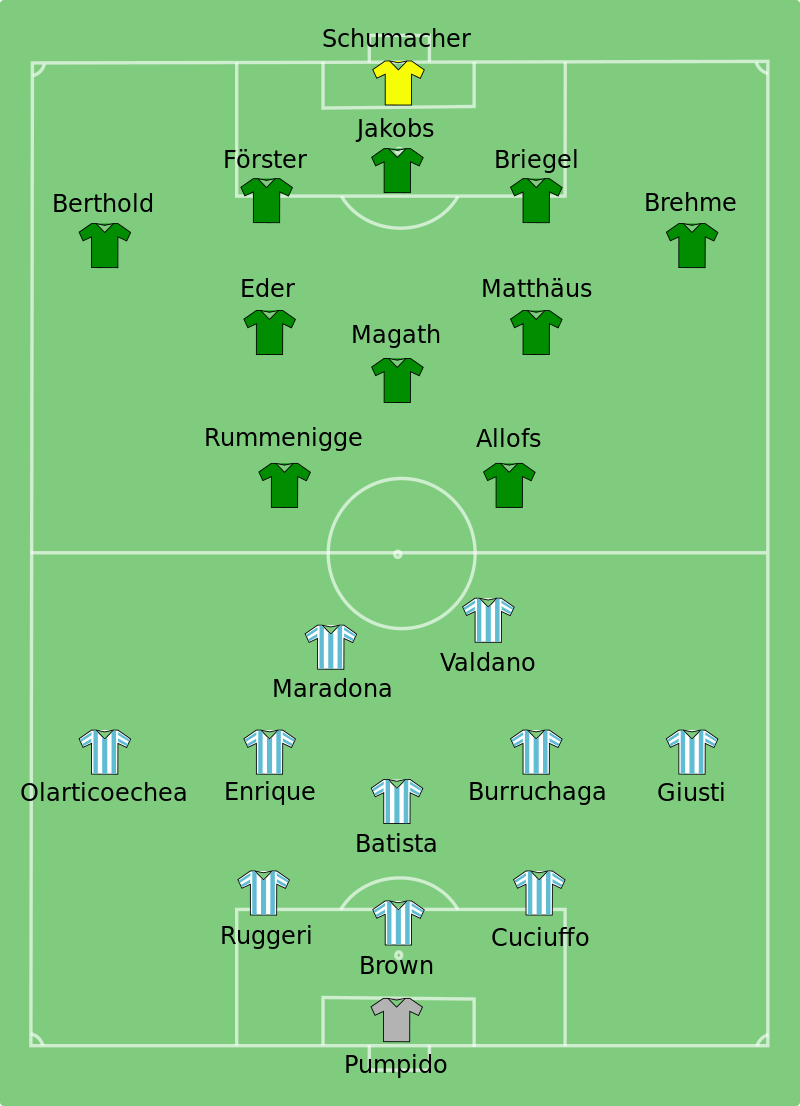 Schumacher
Jakobs
Förster
Briegel
Berthold
Brehme
Eder
Matthäus
Magath
Rummenigge
Allofs
Valdano
Maradona
Olarticoechea
Enrique
Burruchaga
Giusti
Batista
Ruggeri
Cuciuffo
Brown
Pumpido